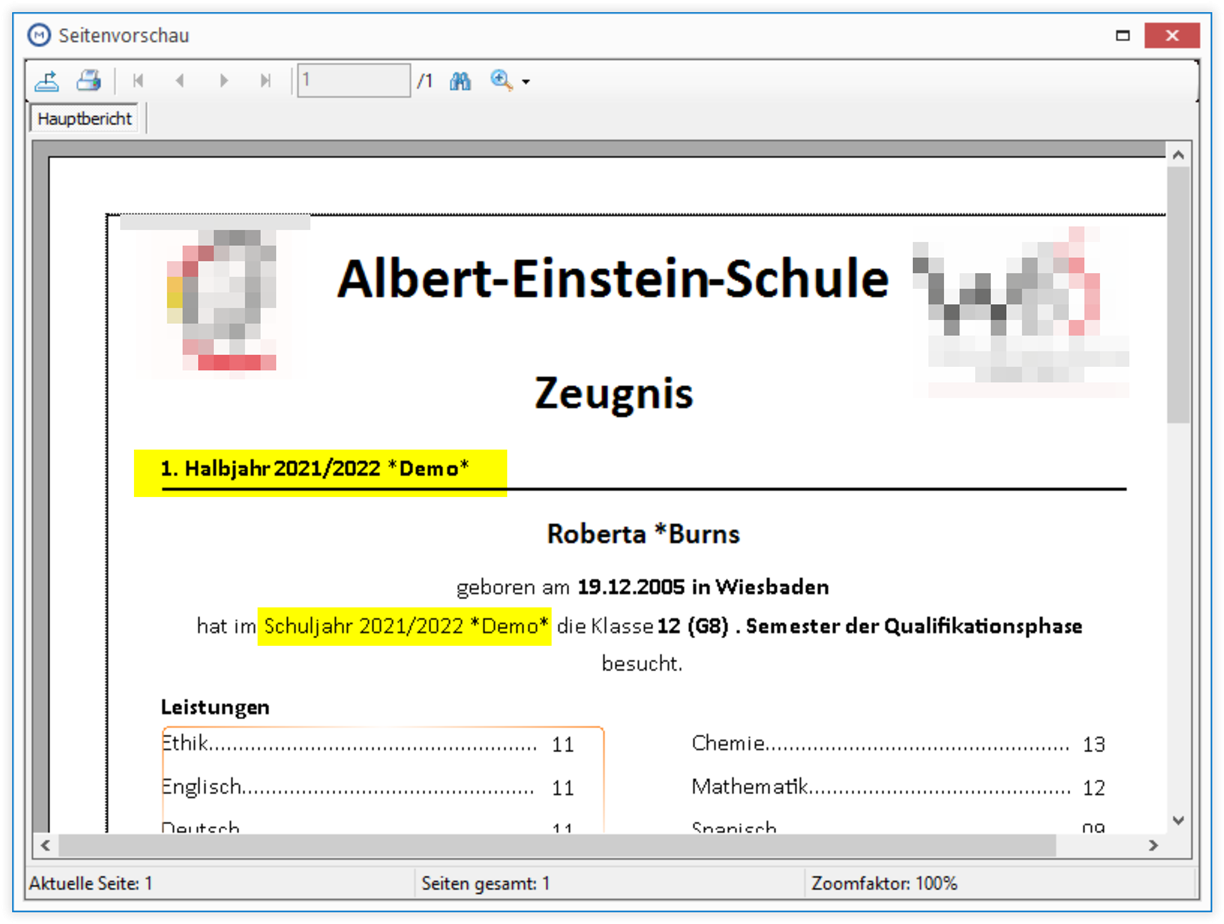 Seitenvorschau
1 /1
Hauptbericht
Albert-Einstein-Schule
Zeugnis
1. Halbjahr 2021/2022 *Demo*
Roberta *Burns
geboren am 19.12.2005 in Wiesbaden
hat im Schuljahr 2021/2022 *Demo* die Klasse 12 (G8) . Semester der Qualifikationsphase
besucht.
Leistungen
Ethik.................................................... 11 Chemie.................................................. 13
Englisch................................................ 11 Mathematik........................................... 12
Deutsch 11 Spanisch 09
Aktuelle Seite: 1 Seiten gesamt: 1 Zoomfaktor: 100%